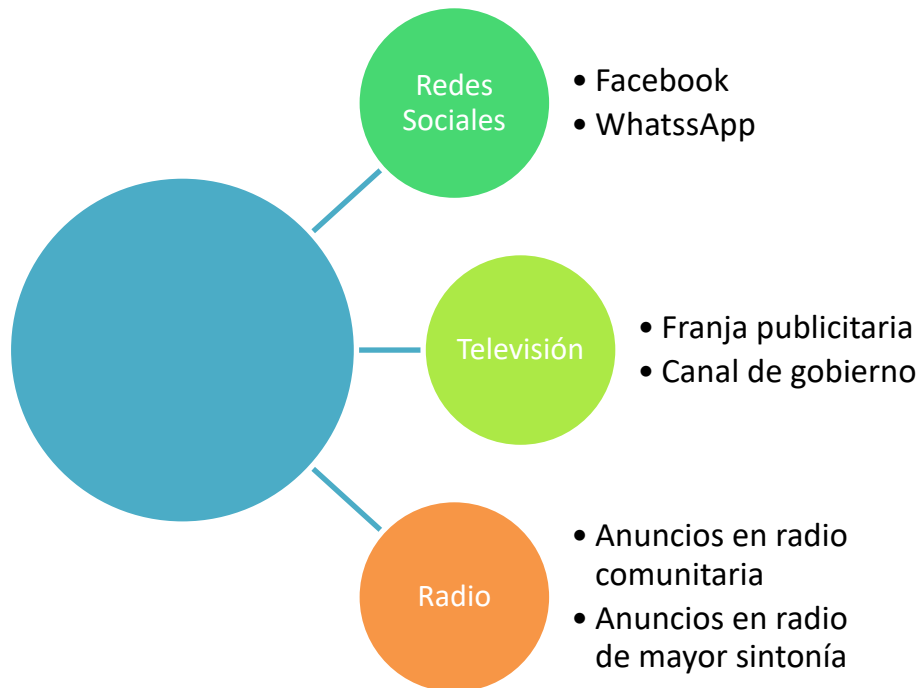 Redes
Sociales
• Facebook
• WhatssApp
Televisión
• Franja publicitaria
• Canal de gobierno
Radio
• Anuncios en radio
comunitaria
• Anuncios en radio
de mayor sintonía